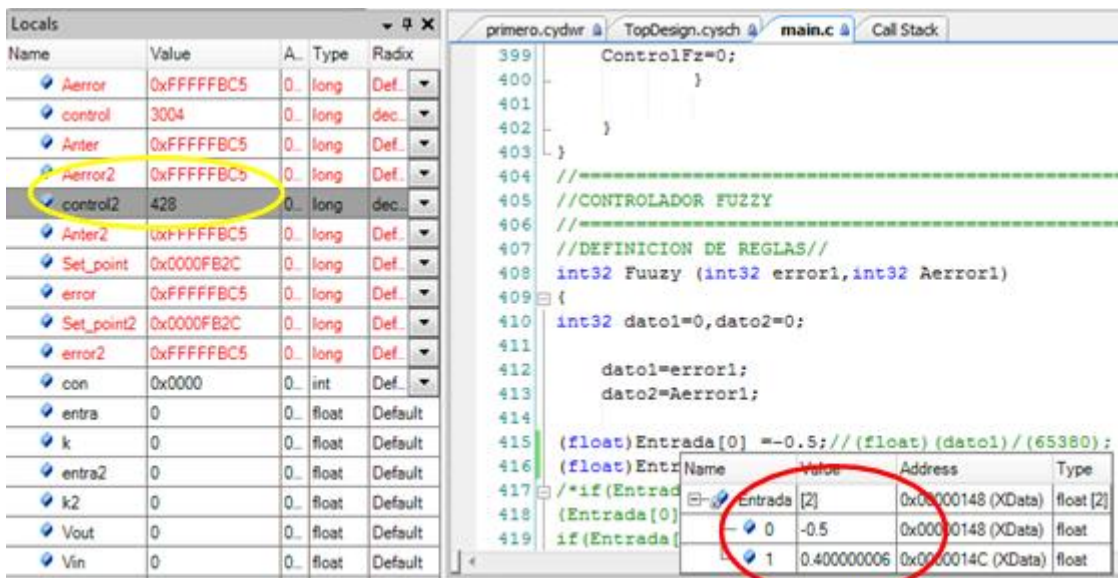 Locals
Name Value A.. Type Radix
Aerror 0xFFFFFBC5 0.. long Def..
control 3004 0.. long dec..
Anter 0xFFFFFBC5 0.. long Def..
Aerror2 0xFFFFFBC5 0.. long Def..
control2 428 0.. long dec..
Anter2 0xFFFFFBC5 0.. long Def..
Set_point 0x0000FB2C 0.. long Def..
error 0xFFFFFBC5 0.. long Def..
Set_point2 0x0000FB2C 0.. long Def..
error2 0xFFFFFBC5 0.. long Def..
con 0x0000 0.. int Def..
entra 0 0.. float Default
k 0 0.. float Default
entra2 0 0.. float Default
k2 0 0.. float Default
Vout 0 0.. float Default
Vin 0 0.. float Default
primero.cydwr TopDesign.cysch main.c Call Stack
399 ControlFz=0;
400 }
401
402 }
403 }
404 //================================================
405 //CONTROLADOR FUZZY
406 //================================================
407 //DEFINICION DE REGLAS//
408 int32 Fuuzy (int32 error1,int32 Aerror1)
409 {
410 int32 dato1=0,dato2=0;
411
412 dato1=error1;
413 dato2=Aerror1;
414
415 (float)Entrada[0] =-0.5;//(float)(dato1)/(65380);
416 (float)Entr
417 /*if(Entrad
418 (Entrada[0]
419 if(Entrada[
Name Value Address Type
Entrada [2] 0x00000148 (XData) float [2]
0 -0.5 0x00000148 (XData) float
1 0.400000006 0x0000014C (XData) float